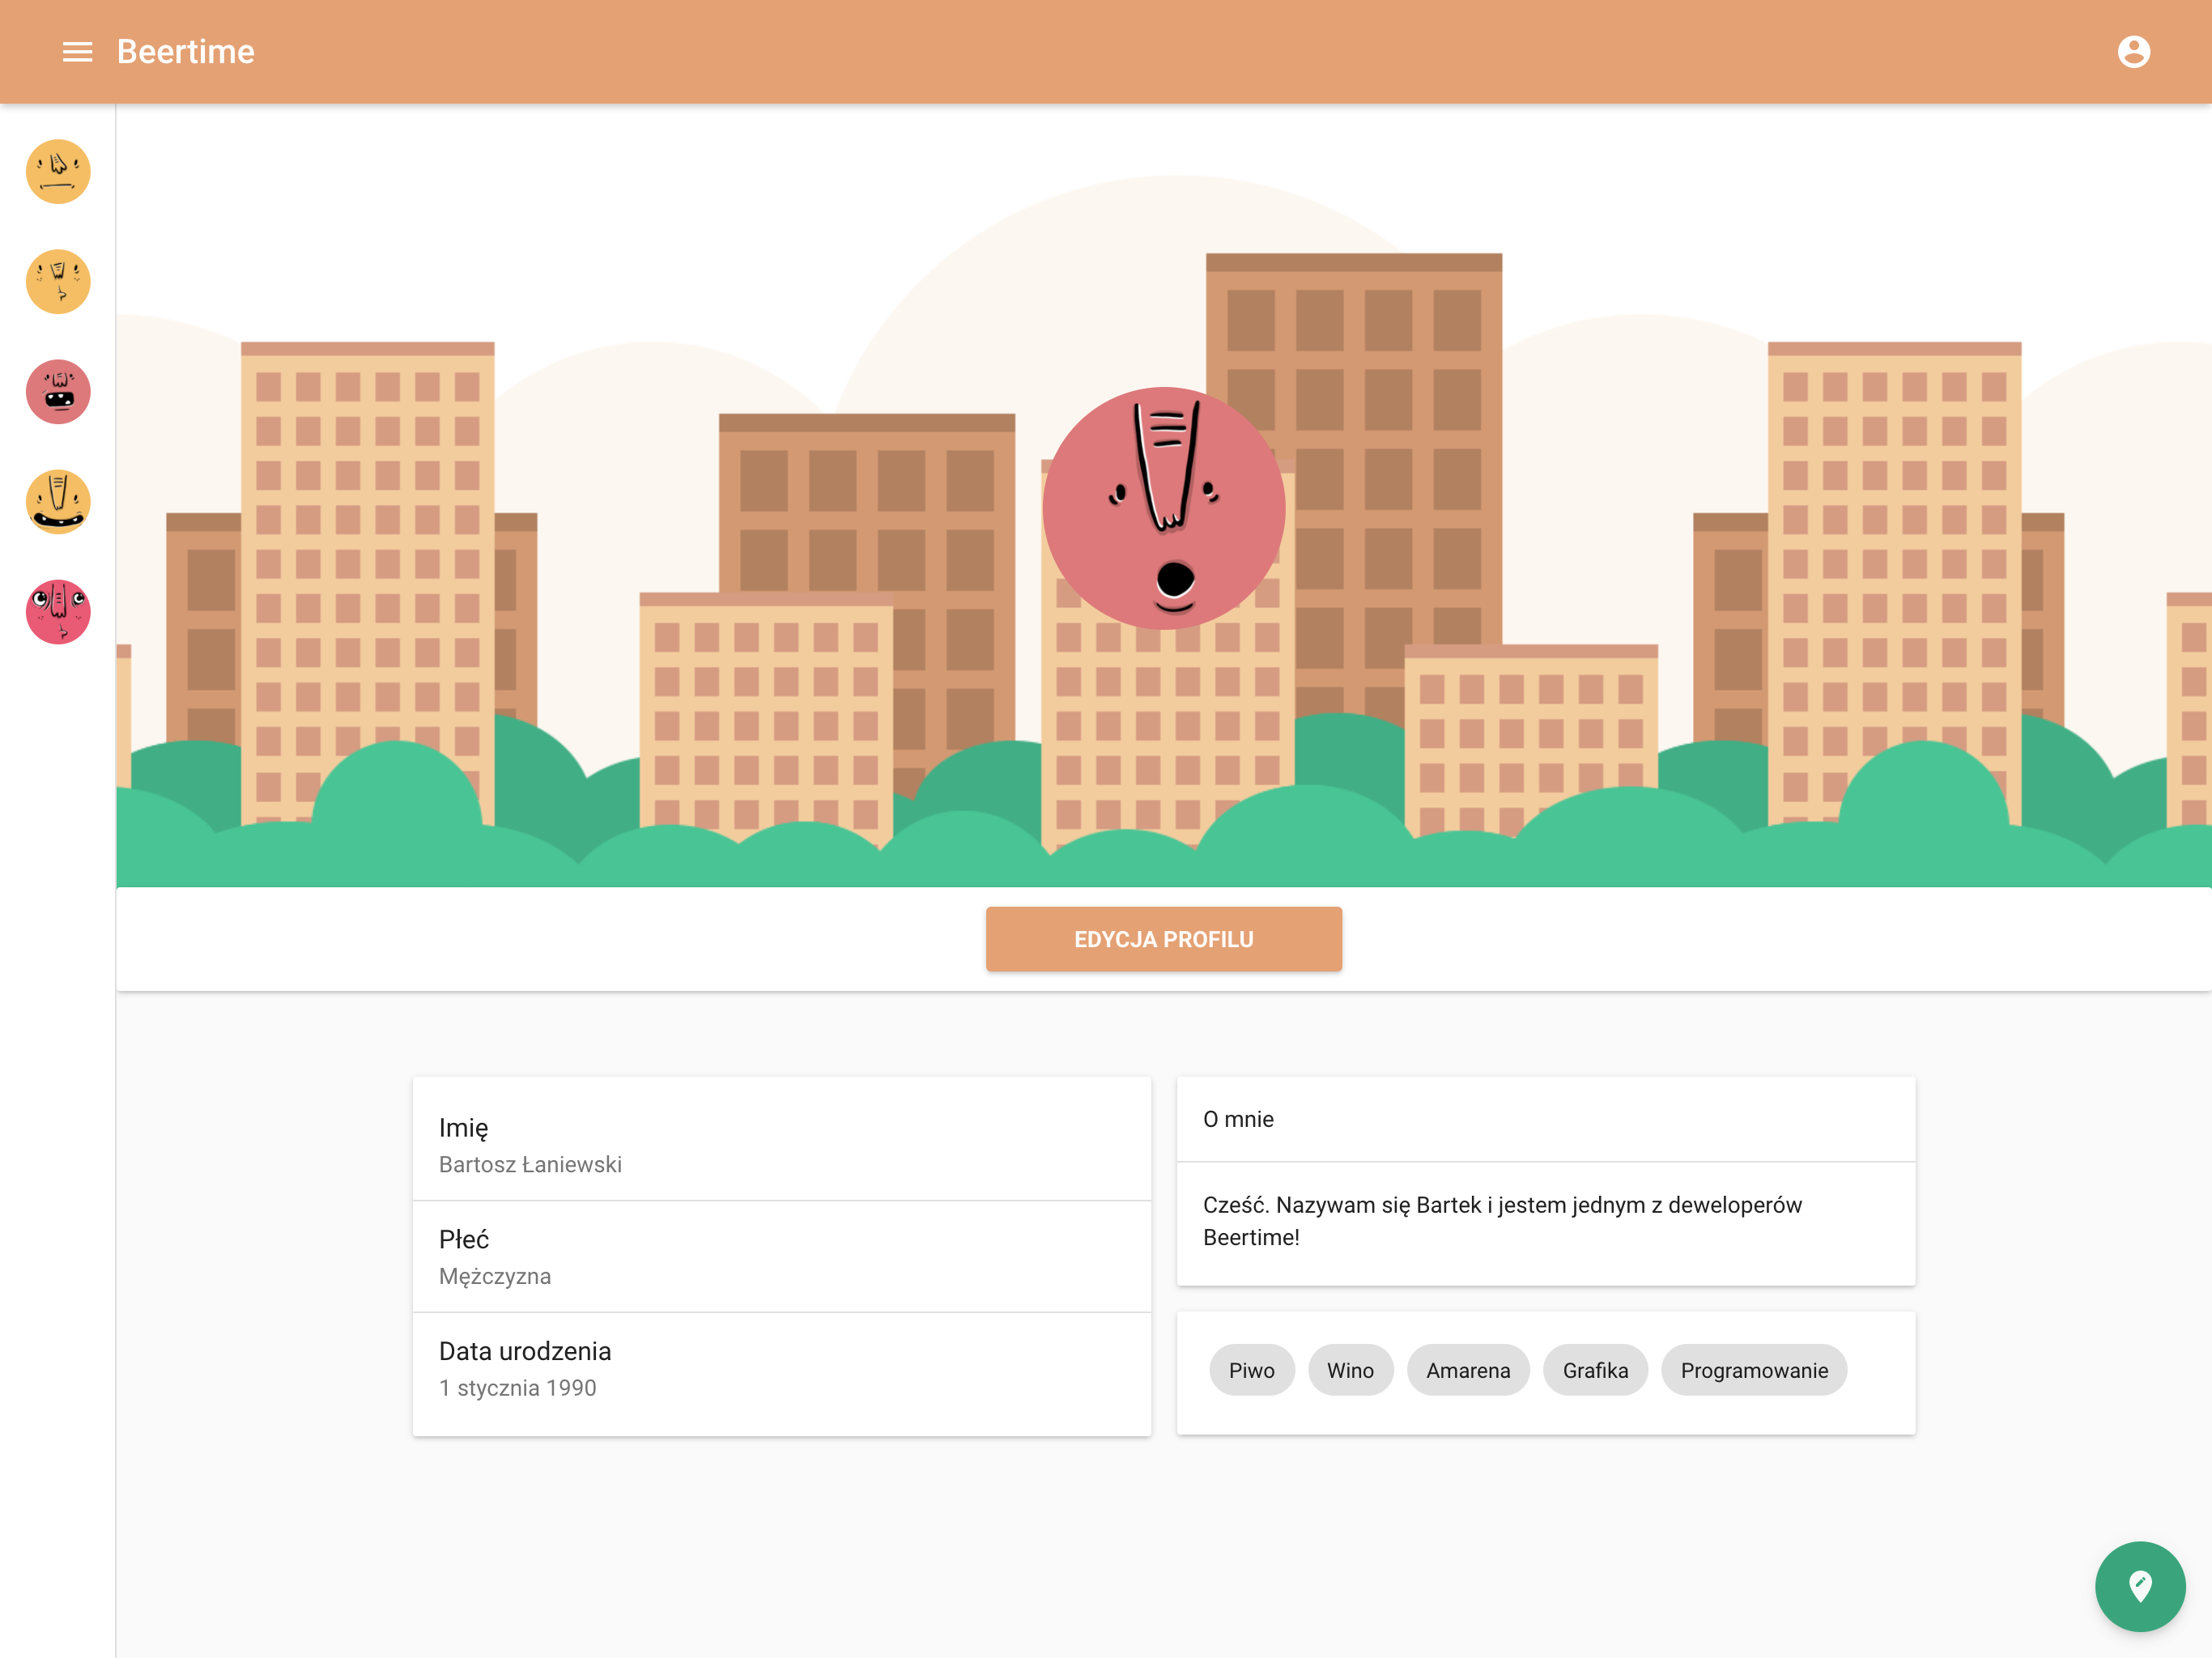 Beertime
EDYCJA PROFILU
Imię
Bartosz Łaniewski
Płeć
Mężczyzna
Data urodzenia
1 stycznia 1990
O mnie
Cześć. Nazywam się Bartek i jestem jednym z deweloperów
Beertime!
Piwo Wino Amarena Grafika Programowanie